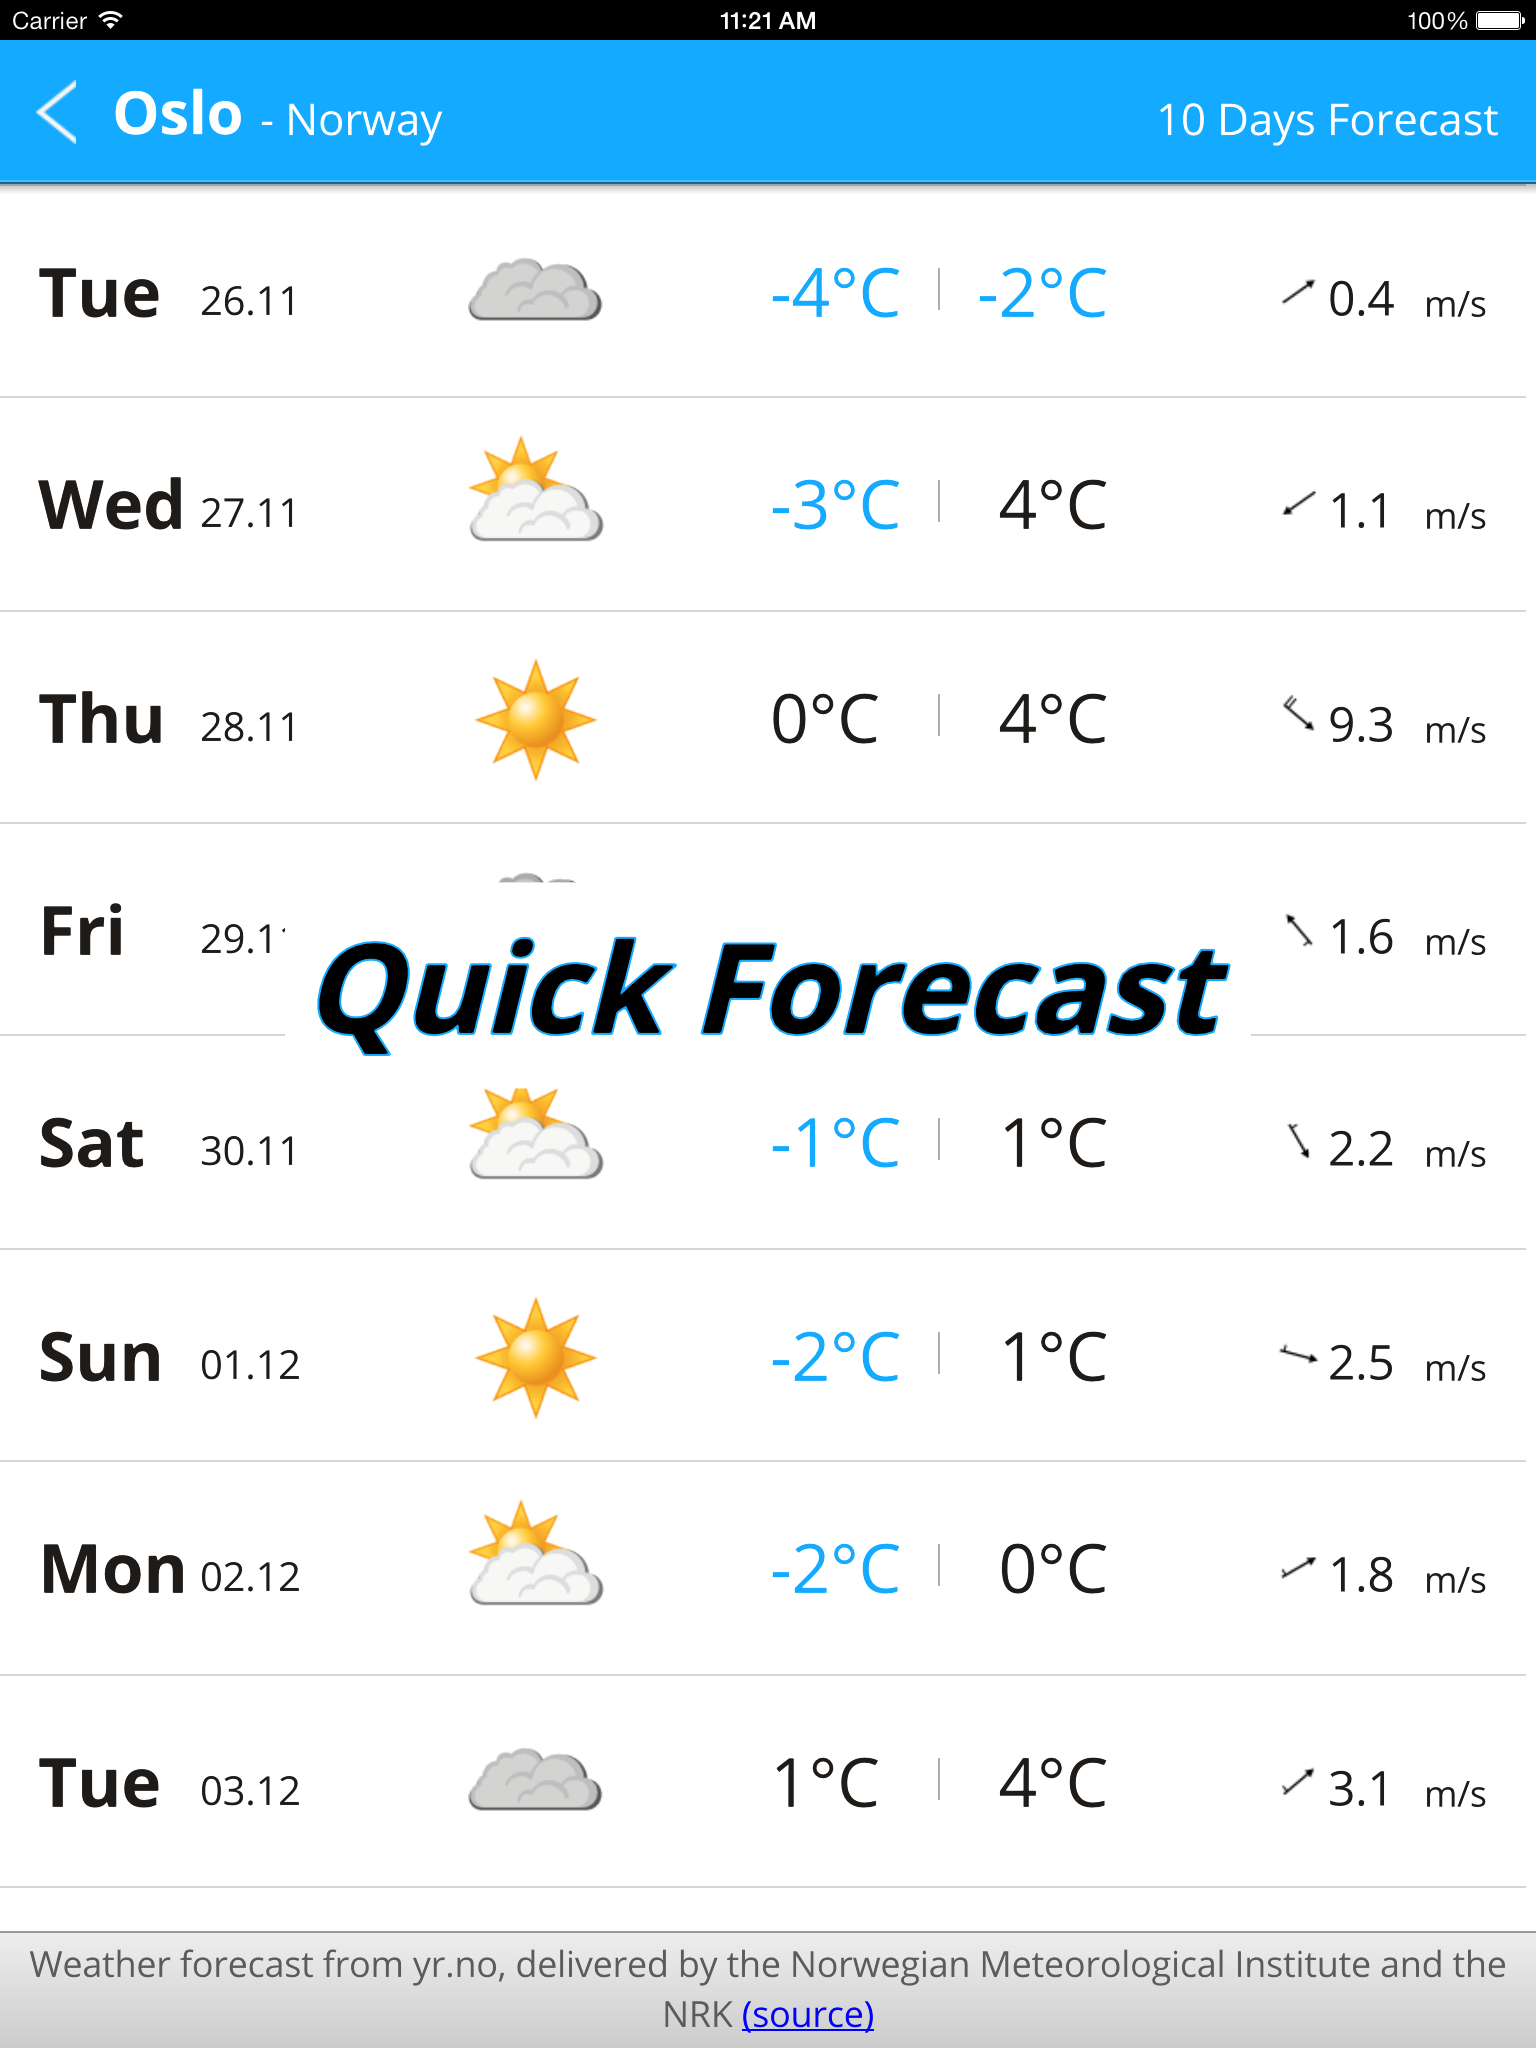 Carrier 11:21 AM 100%
Oslo - Norway 10 Days Forecast
Tue 26.11 -4°C -2°C 0.4 m/s
Wed 27.11 -3°C 4°C 1.1 m/s
Thu 28.11 0°C 4°C 9.3 m/s
Fri 29.11 1.6 m/s
Quick Forecast
Sat 30.11 -1°C 1°C 2.2 m/s
Sun 01.12 -2°C 1°C 2.5 m/s
Mon 02.12 -2°C 0°C 1.8 m/s
Tue 03.12 1°C 4°C 3.1 m/s
Weather forecast from yr.no, delivered by the Norwegian Meteorological Institute and the
NRK (source)